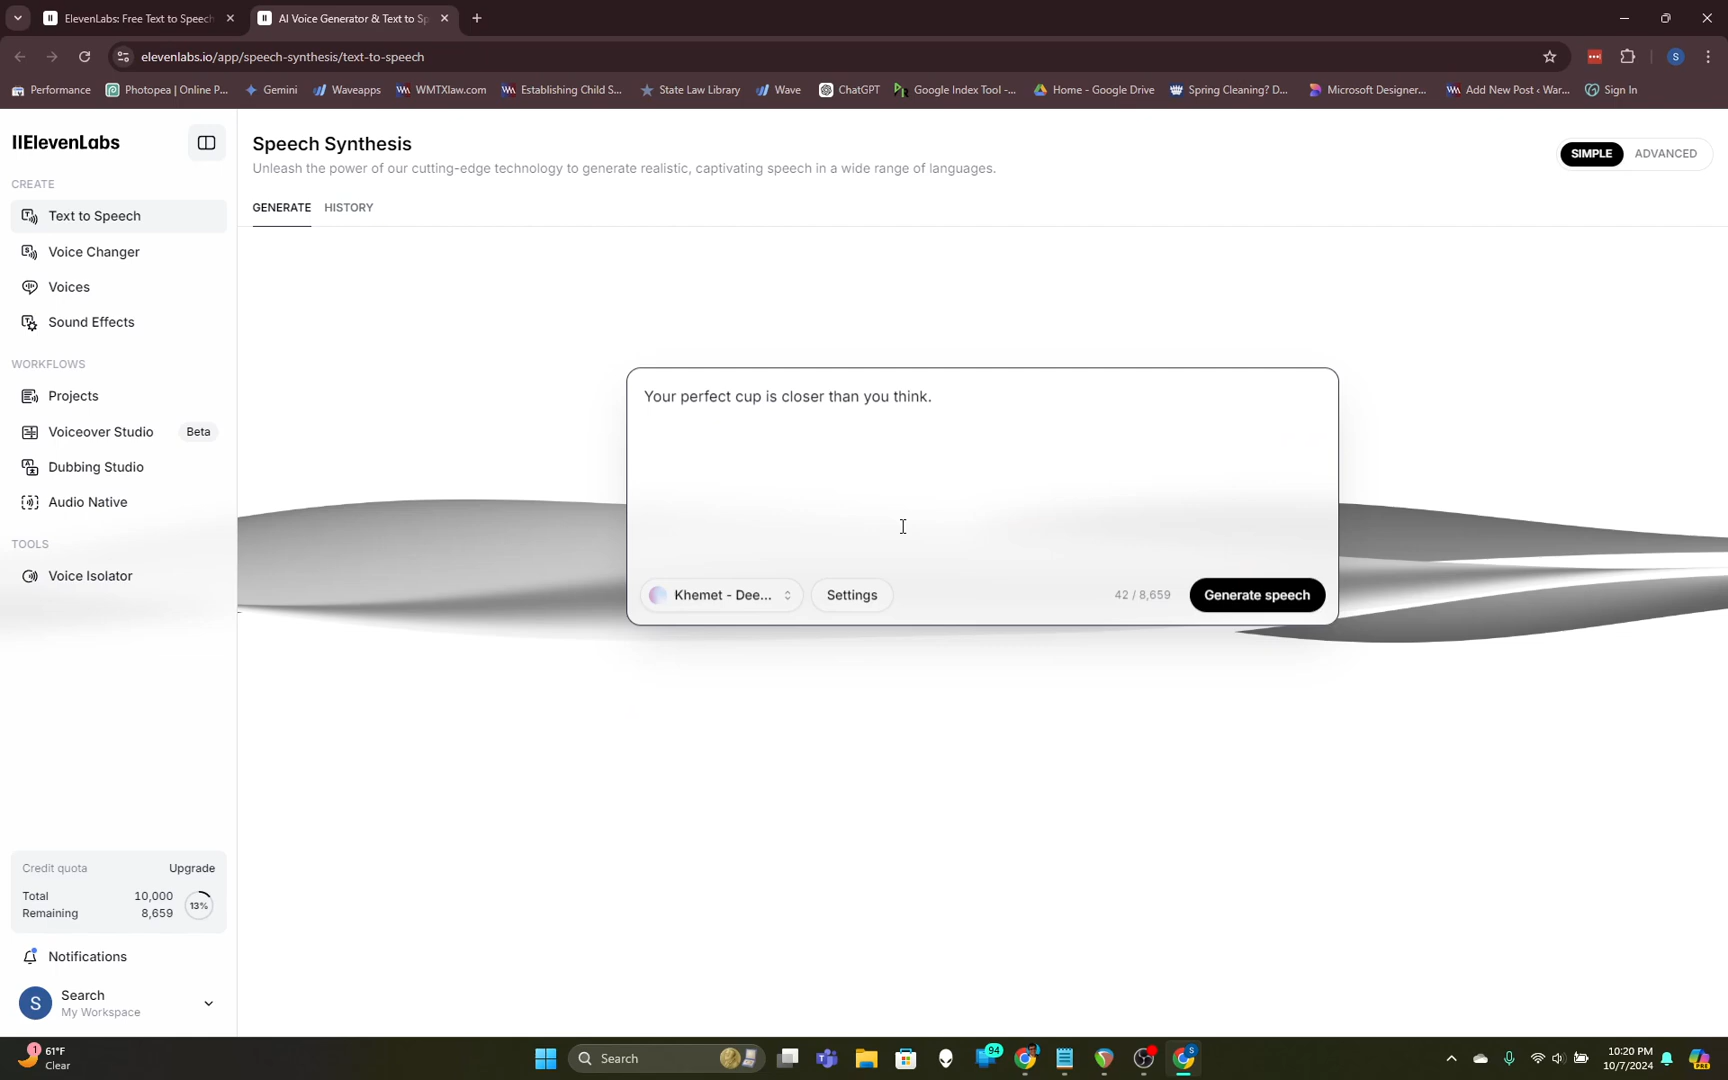 ElevenLabs: Free Text to Speech
AI Voice Generator & Text to Sp
elevenlabs.io/app/speech-synthesis/text-to-speech
S
Performance
Photopea | Online P...
Gemini
Waveapps
WMTXlaw.com
Establishing Child S...
State Law Library
Wave
ChatGPT
Google Index Tool -...
Home - Google Drive
Spring Cleaning? D...
Microsoft Designer...
Add New Post ‹ War...
Sign In
IIElevenLabs
CREATE
Text to Speech
Voice Changer
Voices
Sound Effects
WORKFLOWS
Projects
Voiceover Studio Beta
Dubbing Studio
Audio Native
TOOLS
Voice Isolator
Credit quota Upgrade
Total 10,000
Remaining 8,659
13%
Notifications
S
Search
My Workspace
Speech Synthesis
Unleash the power of our cutting-edge technology to generate realistic, captivating speech in a wide range of languages.
SIMPLE ADVANCED
GENERATE HISTORY
Your perfect cup is closer than you think.
Khemet - Dee... Settings 42 / 8,659 Generate speech
1
61°F
Clear
Search
94
10:20 PM
10/7/2024
PRE